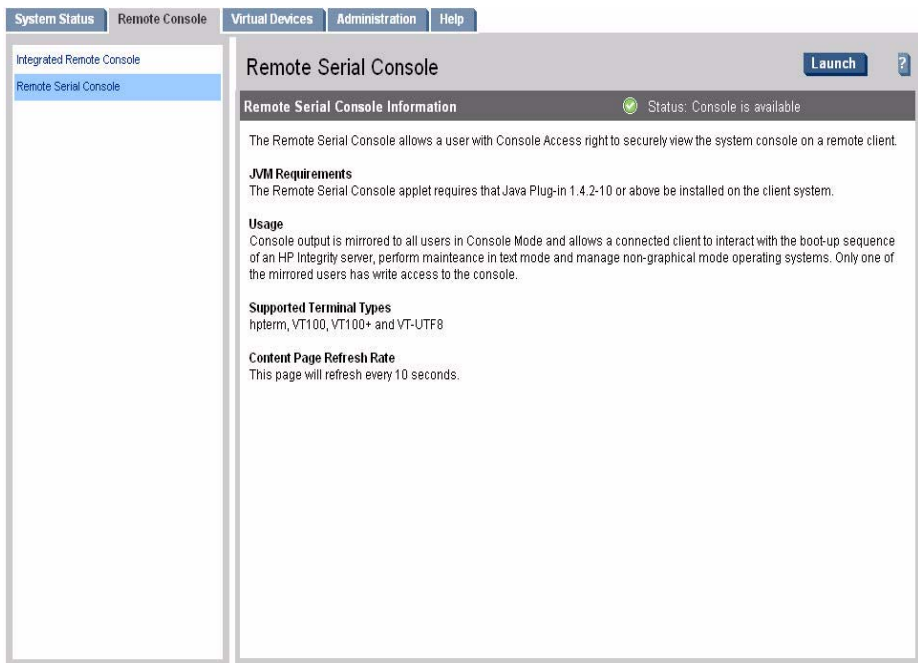 System Status
Remote Console
Virtual Devices
Administration
Help
Integrated Remote Console
Remote Serial Console
Remote Serial Console
Launch
?
Remote Serial Console Information
Status: Console is available
The Remote Serial Console allows a user with Console Access right to securely view the system console on a remote client.
JVM Requirements
The Remote Serial Console applet requires that Java Plug-in 1.4.2-10 or above be installed on the client system.
Usage
Console output is mirrored to all users in Console Mode and allows a connected client to interact with the boot-up sequence
of an HP Integrity server, perform mainteance in text mode and manage non-graphical mode operating systems. Only one of
the mirrored users has write access to the console.
Supported Terminal Types
hpterm, VT100, VT100+ and VT-UTF8
Content Page Refresh Rate
This page will refresh every 10 seconds.